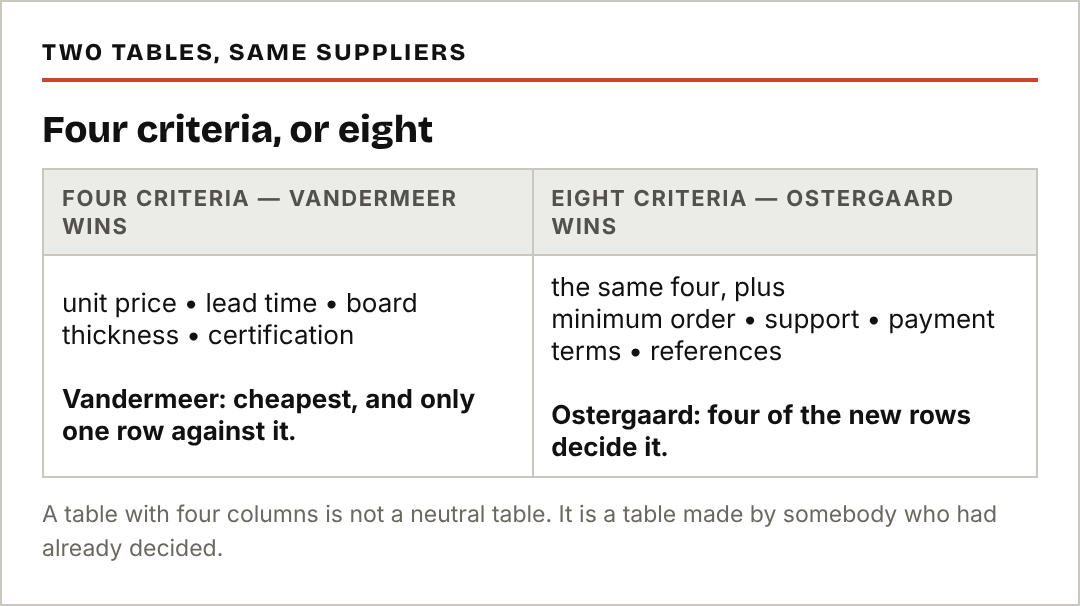 TWO TABLES, SAME SUPPLIERS
Four criteria, or eight
FOUR CRITERIA — VANDERMEER
WINS
EIGHT CRITERIA — OSTERGAARD
WINS
unit price • lead time • board
thickness • certification
Vandermeer: cheapest, and only
one row against it.
the same four, plus
minimum order • support • payment
terms • references
Ostergaard: four of the new rows
decide it.
A table with four columns is not a neutral table. It is a table made by somebody who had
already decided.